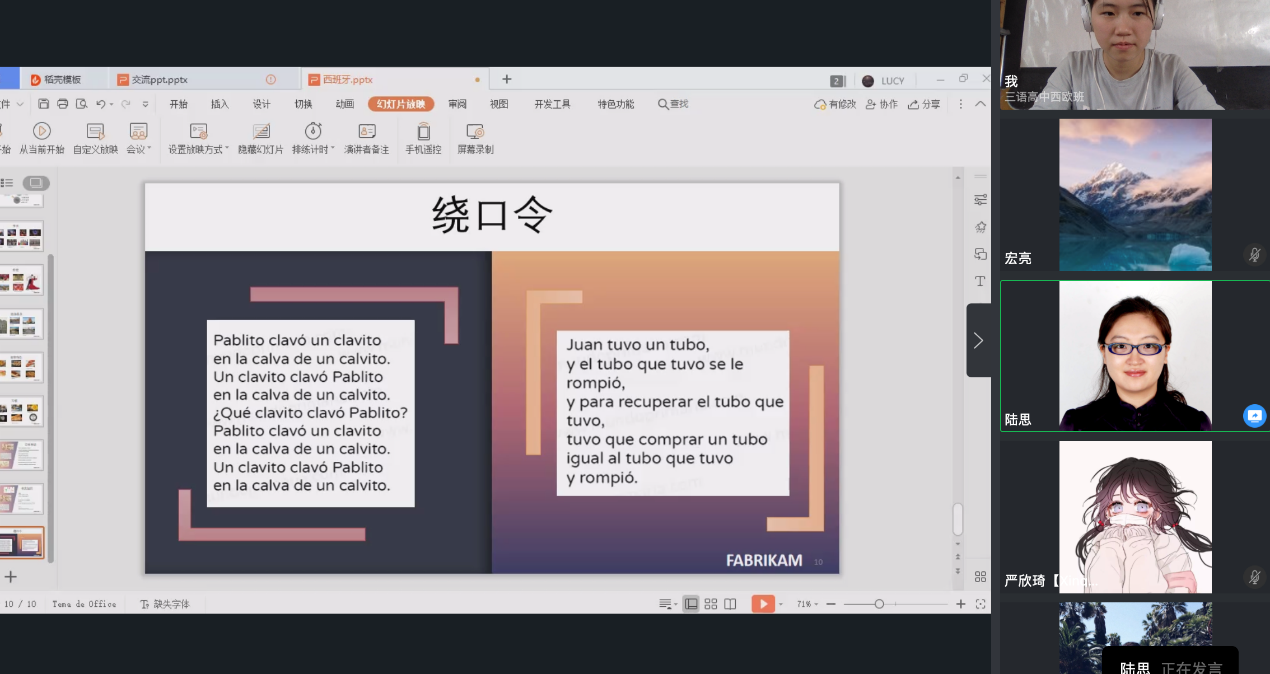 稻壳模板
交流ppt.pptx
西班牙.pptx
2
LUCY
件
开始
插入
设计
切换
动画
幻灯片放映
审阅
视图
开发工具
特色功能
查找
有修改
协作
分享
始
从当前开始
自定义放映
会议
设置放映方式
隐藏幻灯片
排练计时
演讲者备注
手机遥控
屏幕录制
绕口令
Pablito clavó un clavito
en la calva de un calvito.
Un clavito clavó Pablito
en la calva de un calvito.
¿Qué clavito clavó Pablito?
Pablito clavó un clavito
en la calva de un calvito.
Un clavito clavó Pablito
en la calva de un calvito.
Juan tuvo un tubo,
y el tubo que tuvo se le
rompió,
y para recuperar el tubo que
tuvo,
tuvo que comprar un tubo
igual al tubo que tuvo
y rompió.
FABRIKAM
10
10 / 10
Tema de Office
缺失字体
71%
我
三语高中西欧班
宏亮
陆思
严欣琦
陆思 正在发言